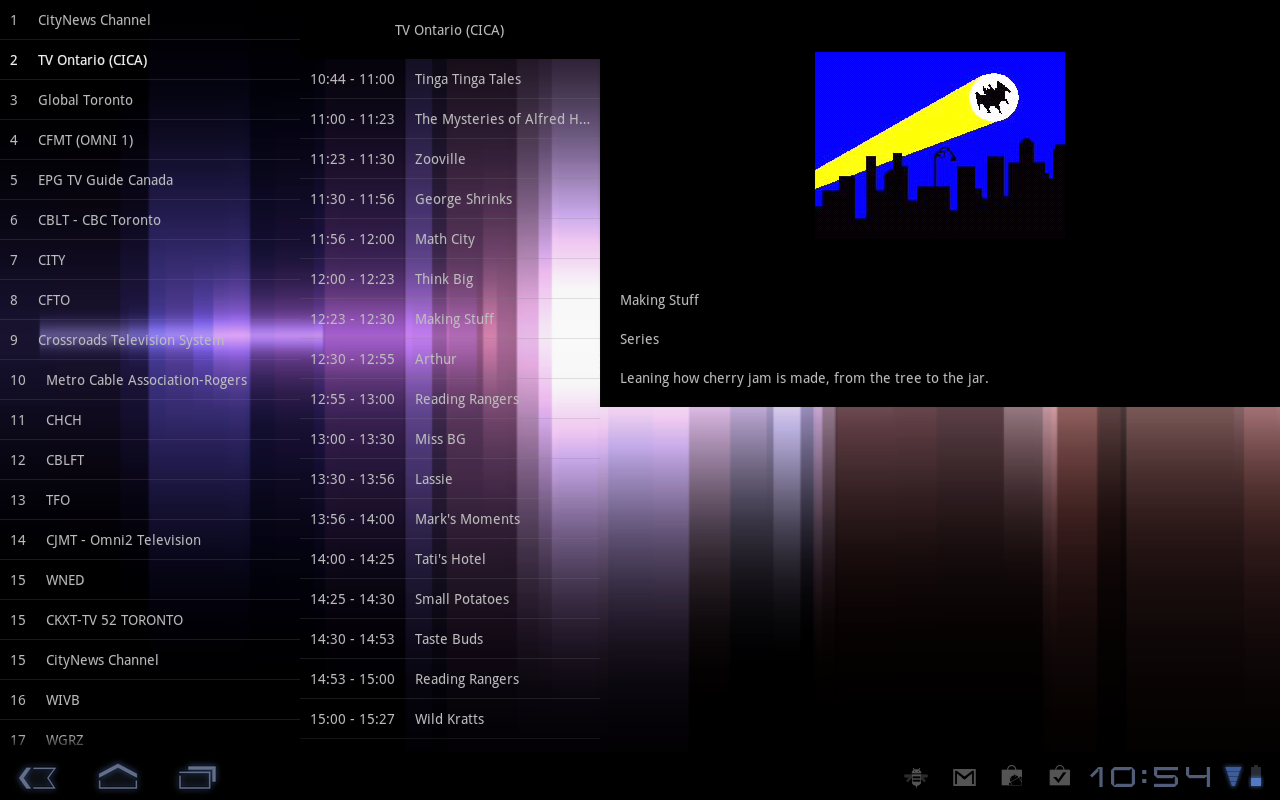 1 CityNews Channel
2 TV Ontario (CICA)
3 Global Toronto
4 CFMT (OMNI 1)
5 EPG TV Guide Canada
6 CBLT - CBC Toronto
7 CITY
8 CFTO
9 Crossroads Television System
10 Metro Cable Association-Rogers
11 CHCH
12 CBLFT
13 TFO
14 CJMT - Omni2 Television
15 WNED
15 CKXT-TV 52 TORONTO
15 CityNews Channel
16 WIVB
17 WGRZ
TV Ontario (CICA)
10:44 - 11:00 Tinga Tinga Tales
11:00 - 11:23 The Mysteries of Alfred H...
11:23 - 11:30 Zooville
11:30 - 11:56 George Shrinks
11:56 - 12:00 Math City
12:00 - 12:23 Think Big
12:23 - 12:30 Making Stuff
12:30 - 12:55 Arthur
12:55 - 13:00 Reading Rangers
13:00 - 13:30 Miss BG
13:30 - 13:56 Lassie
13:56 - 14:00 Mark's Moments
14:00 - 14:25 Tati's Hotel
14:25 - 14:30 Small Potatoes
14:30 - 14:53 Taste Buds
14:53 - 15:00 Reading Rangers
15:00 - 15:27 Wild Kratts
Making Stuff
Series
Leaning how cherry jam is made, from the tree to the jar.
10:54